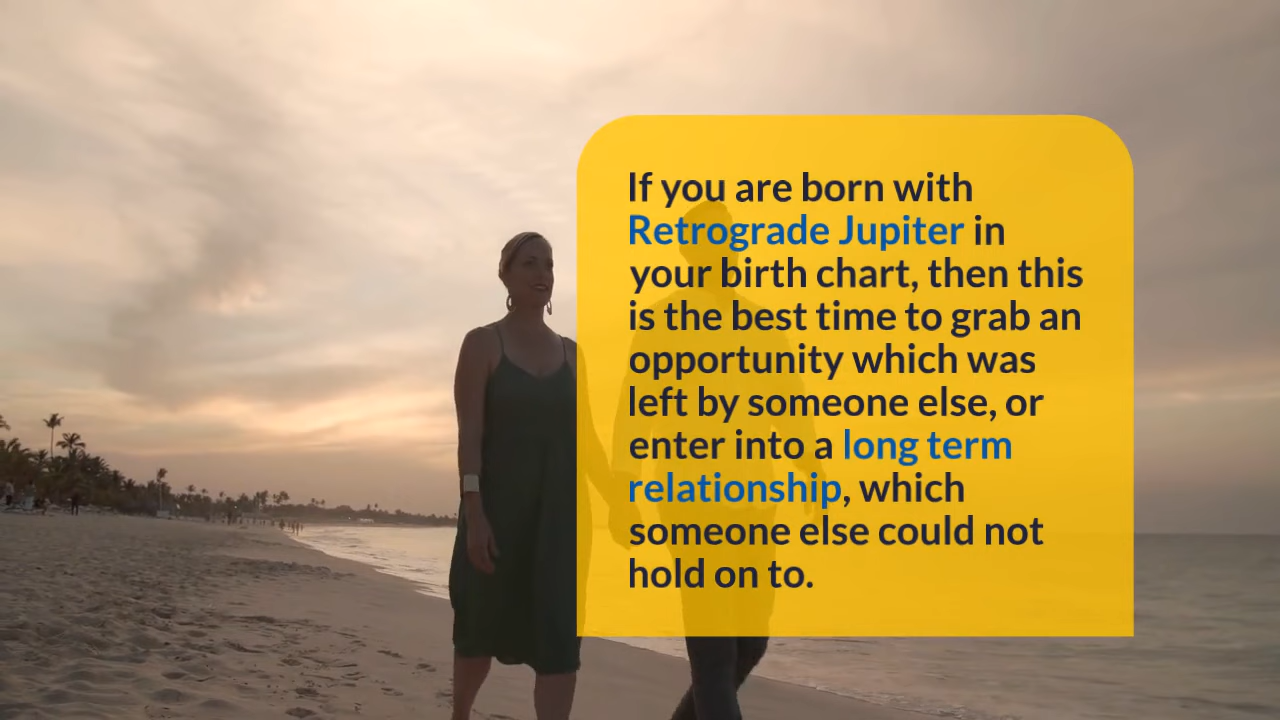 If you are born with
Retrograde Jupiter in
your birth chart, then this
is the best time to grab an
opportunity which was
left by someone else, or
enter into a long term
relationship, which
someone else could not
hold on to.